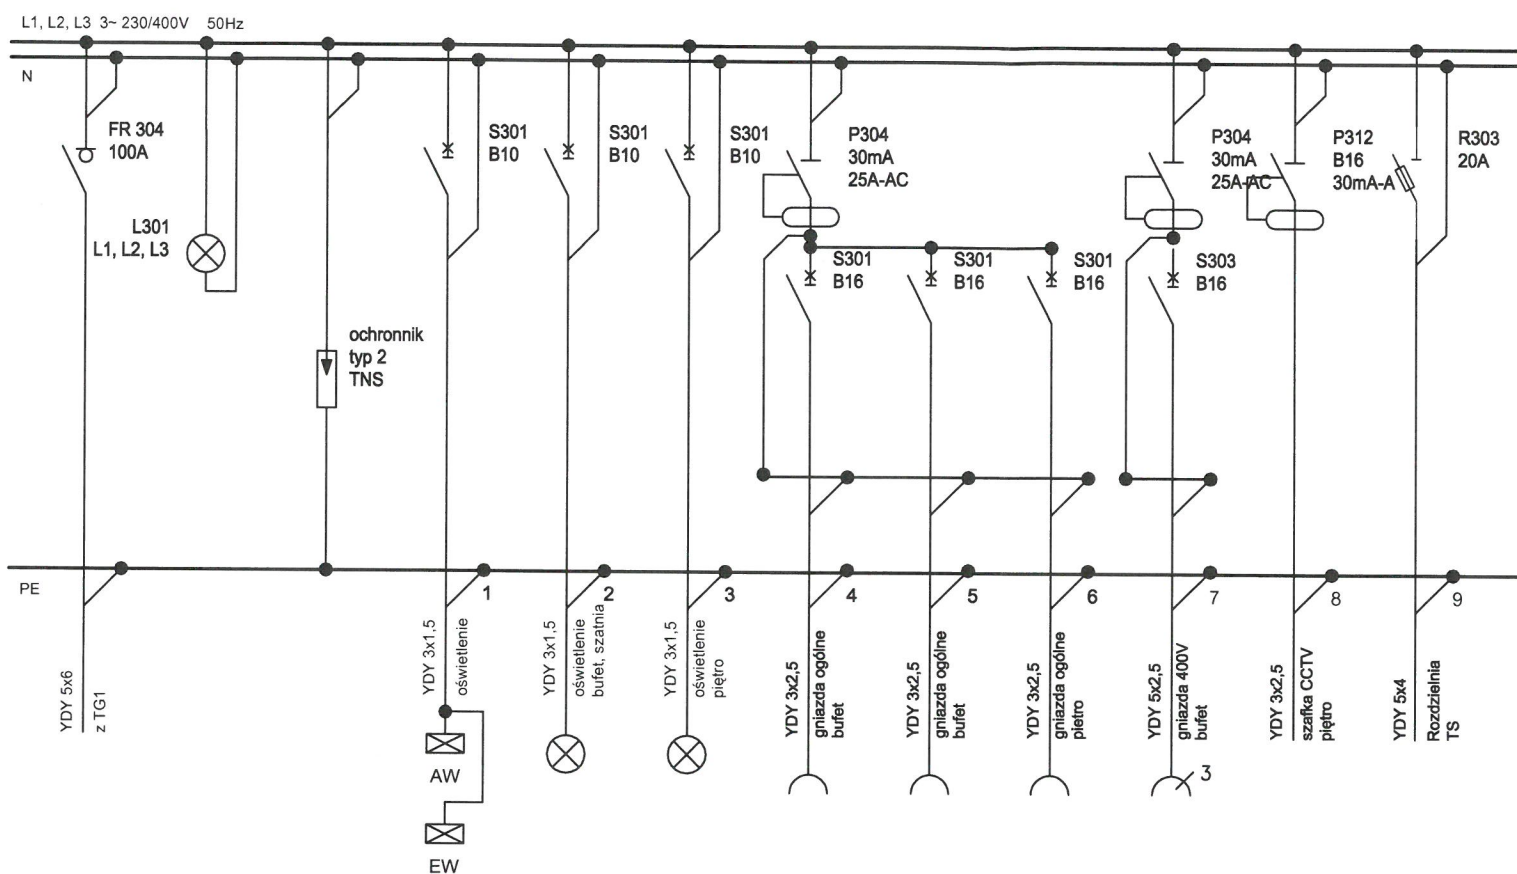 L1, L2, L3 3~ 230/400V 50Hz
N
FR 304
100A
L301
L1, L2, L3
ochronnik
typ 2
TNS
S301
B10
S301
B10
S301
B10
P304
30mA
25A-AC
S301
B16
S301
B16
S301
B16
P304
30mA
25A-AC
S303
B16
P312
B16
30mA-A
R303
20A
PE
1
2
3
4
5
6
7
8
9
YDY 5x6
z TG1
YDY 3x1,5
oświetlenie
YDY 3x1,5
oświetlenie
bufet, szatnia
YDY 3x1,5
oświetlenie
piętro
YDY 3x2,5
gniazda ogólne
bufet
YDY 3x2,5
gniazda ogólne
bufet
YDY 3x2,5
gniazda ogólne
pietro
YDY 5x2,5
gniazda 400V
bufet
YDY 3x2,5
szafka CCTV
piętro
YDY 5x4
Rozdzielnia
TS
AW
EW
3